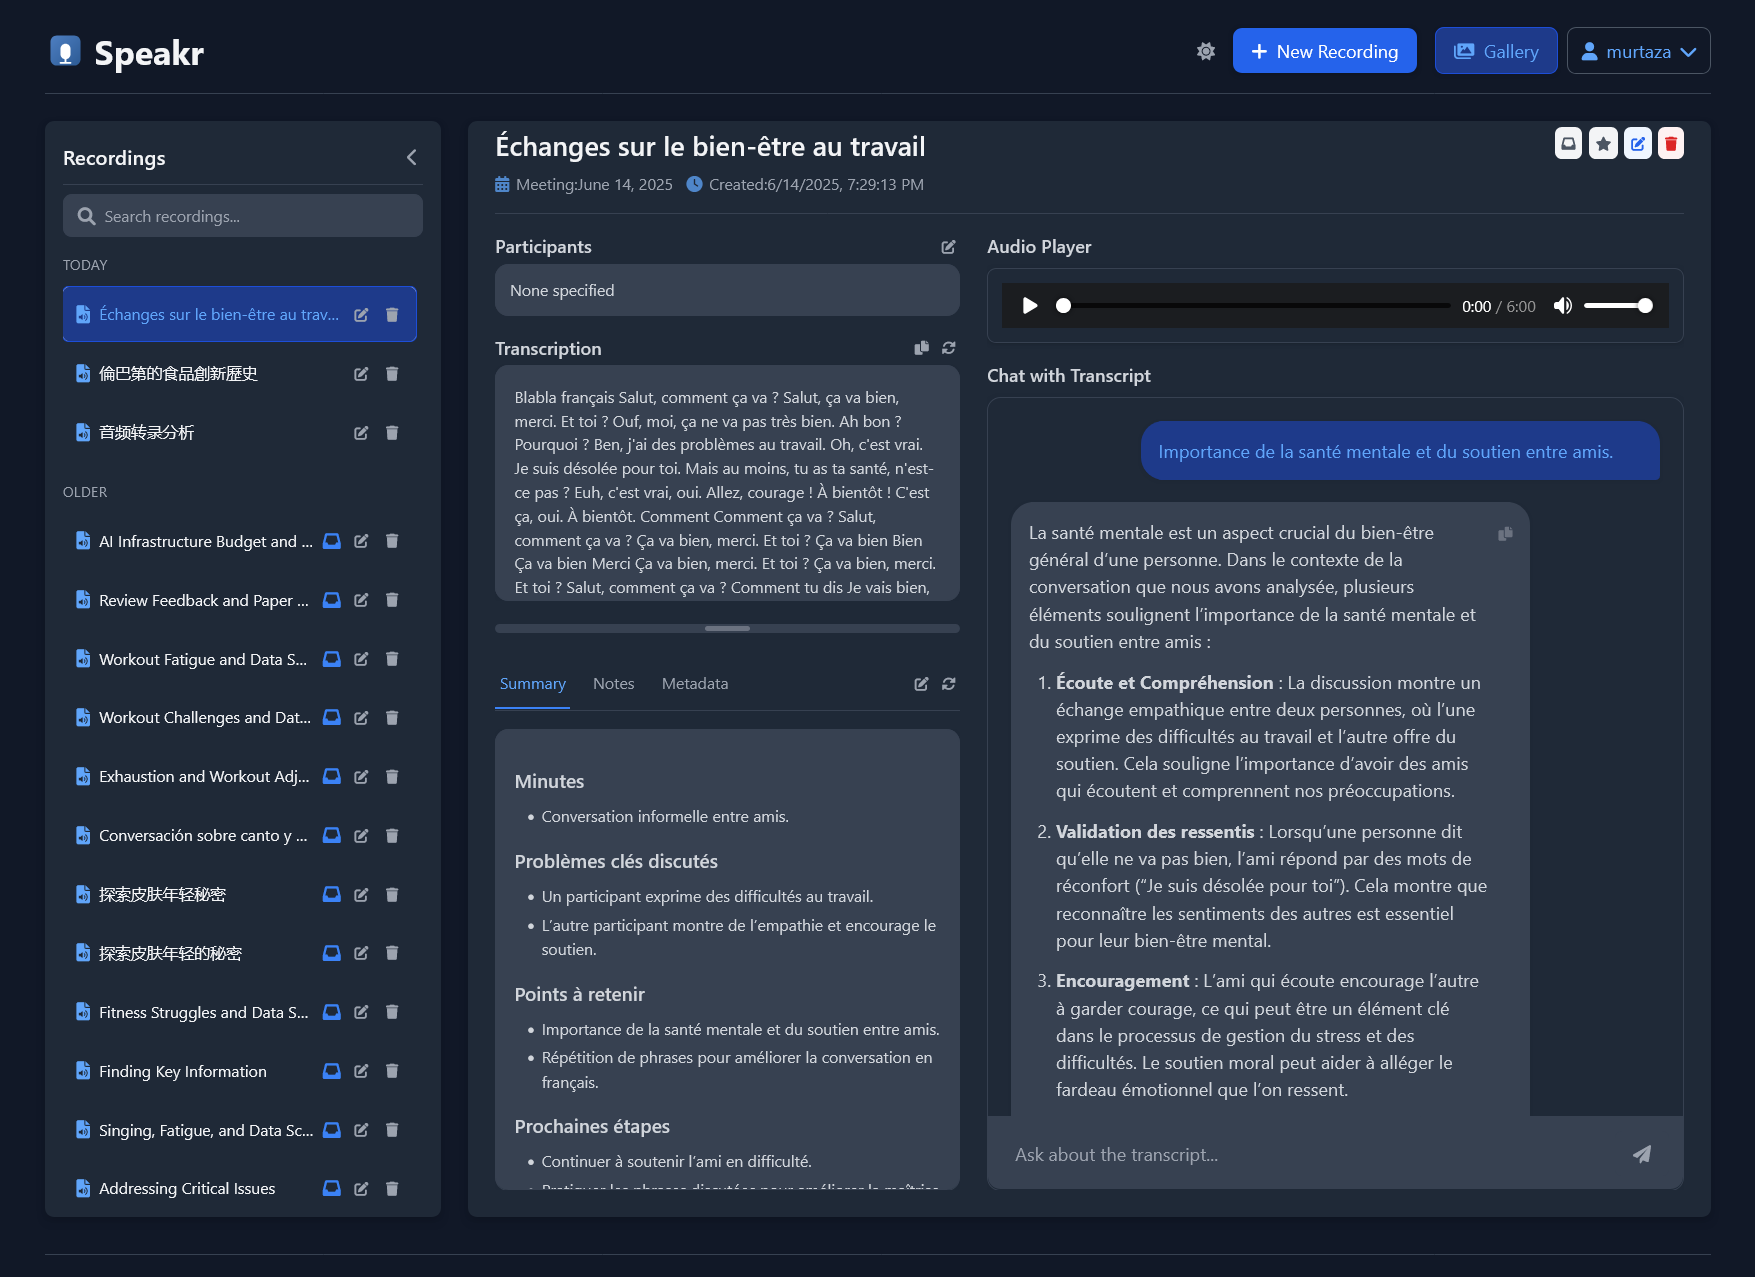 Speakr
New Recording
Gallery
murtaza
Recordings
Search recordings...
TODAY
Échanges sur le bien-être au trav...
倫巴第的食品創新歷史
音频转录分析
OLDER
AI Infrastructure Budget and ...
Review Feedback and Paper ...
Workout Fatigue and Data S...
Workout Challenges and Dat...
Exhaustion and Workout Adj...
Conversación sobre canto y ...
探索皮肤年轻秘密
探索皮肤年轻的秘密
Fitness Struggles and Data S...
Finding Key Information
Singing, Fatigue, and Data Sc...
Addressing Critical Issues
Échanges sur le bien-être au travail
Meeting:June 14, 2025 Created:6/14/2025, 7:29:13 PM
Participants
None specified
Transcription
Blabla français Salut, comment ça va ? Salut, ça va bien,
merci. Et toi ? Ouf, moi, ça ne va pas très bien. Ah bon ?
Pourquoi ? Ben, j'ai des problèmes au travail. Oh, c'est vrai.
Je suis désolée pour toi. Mais au moins, tu as ta santé, n'est-
ce pas ? Euh, c'est vrai, oui. Allez, courage ! À bientôt ! C'est
ça, oui. À bientôt. Comment Comment ça va ? Salut,
comment ça va ? Ça va bien, merci. Et toi ? Ça va bien Bien
Ça va bien Merci Ça va bien, merci. Et toi ? Ça va bien, merci.
Et toi ? Salut, comment ça va ? Comment tu dis Je vais bien,
Summary Notes Metadata
Minutes
• Conversation informelle entre amis.
Problèmes clés discutés
• Un participant exprime des difficultés au travail.
• L’autre participant montre de l’empathie et encourage le
soutien.
Points à retenir
• Importance de la santé mentale et du soutien entre amis.
• Répétition de phrases pour améliorer la conversation en
français.
Prochaines étapes
• Continuer à soutenir l’ami en difficulté.
• Pratiquer les phrases discutées pour améliorer la maîtrise
Audio Player
0:00 / 6:00
Chat with Transcript
Importance de la santé mentale et du soutien entre amis.
La santé mentale est un aspect crucial du bien-être
général d’une personne. Dans le contexte de la
conversation que nous avons analysée, plusieurs
éléments soulignent l’importance de la santé mentale et
du soutien entre amis :
1. Écoute et Compréhension : La discussion montre un
échange empathique entre deux personnes, où l’une
exprime des difficultés au travail et l’autre offre du
soutien. Cela souligne l’importance d’avoir des amis
qui écoutent et comprennent nos préoccupations.
2. Validation des ressentis : Lorsqu’une personne dit
qu’elle ne va pas bien, l’ami répond par des mots de
réconfort (“Je suis désolée pour toi”). Cela montre que
reconnaître les sentiments des autres est essentiel
pour leur bien-être mental.
3. Encouragement : L’ami qui écoute encourage l’autre
à garder courage, ce qui peut être un élément clé
dans le processus de gestion du stress et des
difficultés. Le soutien moral peut aider à alléger le
fardeau émotionnel que l’on ressent.
Ask about the transcript...